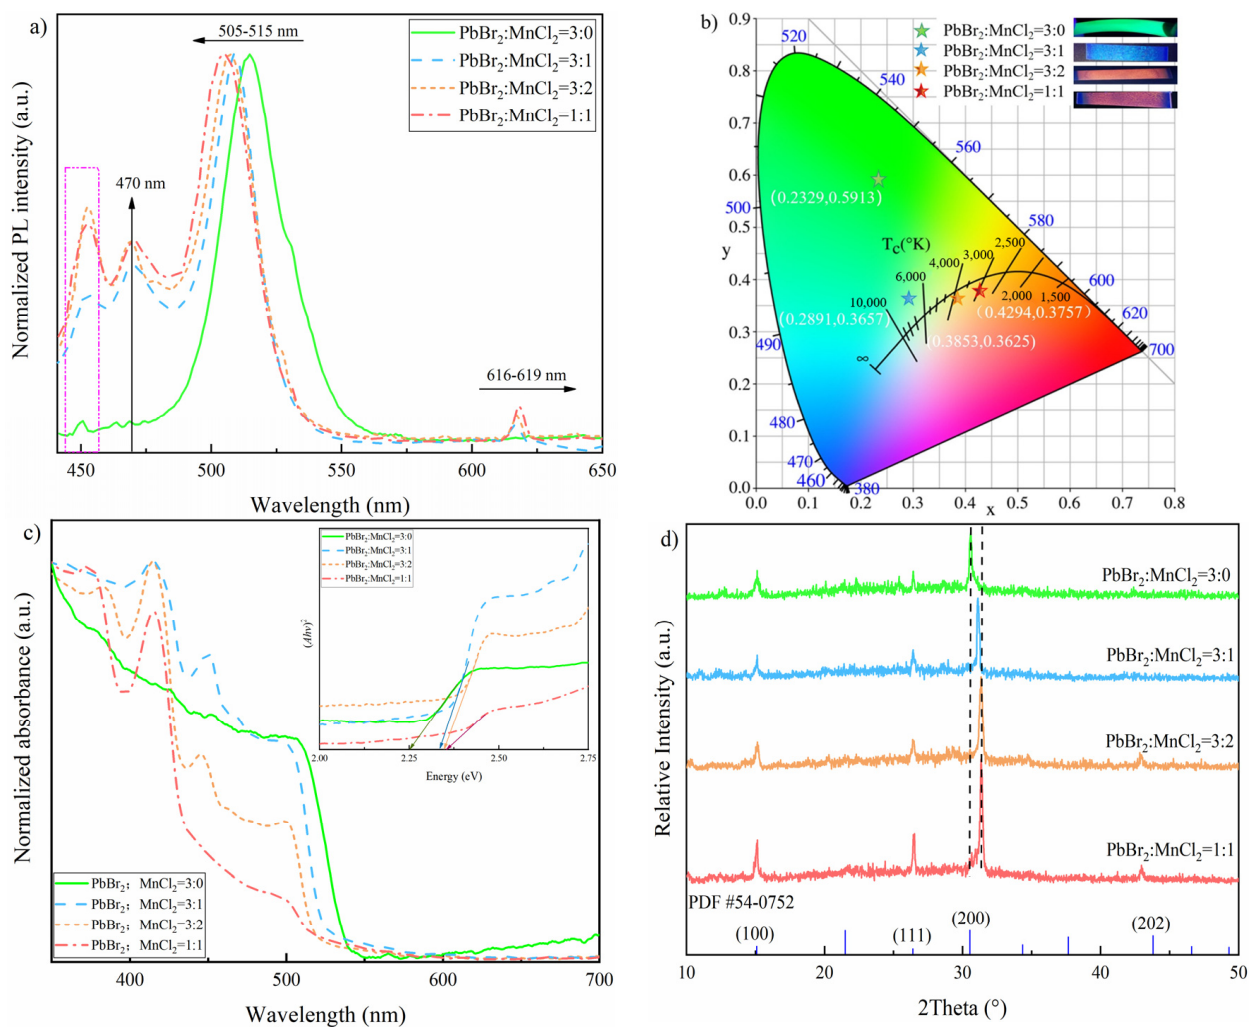 a)
505-515 nm
PbBr2:MnCl2=3:0
PbBr2:MnCl2=3:1
PbBr2:MnCl2=3:2
PbBr2:MnCl2−1:1
470 nm
616-619 nm
Normalized PL intensity (a.u.)
450
500
550
600
650
Wavelength (nm)
b)
PbBr2:MnCl2=3:0
PbBr2:MnCl2=3:1
PbBr2:MnCl2=3:2
PbBr2:MnCl2=1:1
0.9
0.8
0.7
0.6
0.5
y
0.4
0.3
0.2
0.1
0.0
520
540
560
500
580
600
620
700
490
480
470
460
380
(0.2329,0.5913)
TC(°K)
2,500
3,000
4,000
6,000
10,000
2,000
1,500
∞
(0.2891,0.3657)
(0.4294,0.3757)
0.3853,0.3625)
0.0
0.1
0.2
0.3
0.4
0.5
0.6
0.7
0.8
x
c)
PbBr2:MnCl2=3:0
PbBr2:MnCl2=3:1
PbBr2:MnCl2=3:2
PbBr2:MnCl2=1:1
(Ahν)2
2.00
2.25
2.50
2.75
Energy (eV)
Normalized absorbance (a.u.)
PbBr2; MnCl2=3:0
PbBr2; MnCl2=3:1
PbBr2; MnCl2−3:2
PbBr2; MnCl2=1:1
400
500
600
700
Wavelength (nm)
d)
PbBr2:MnCl2=3:0
PbBr2:MnCl2=3:1
PbBr2:MnCl2=3:2
PbBr2:MnCl2=1:1
Relative Intensity (a.u.)
PDF #54-0752
(100)
(111)
(200)
(202)
10
20
30
40
50
2Theta (°)